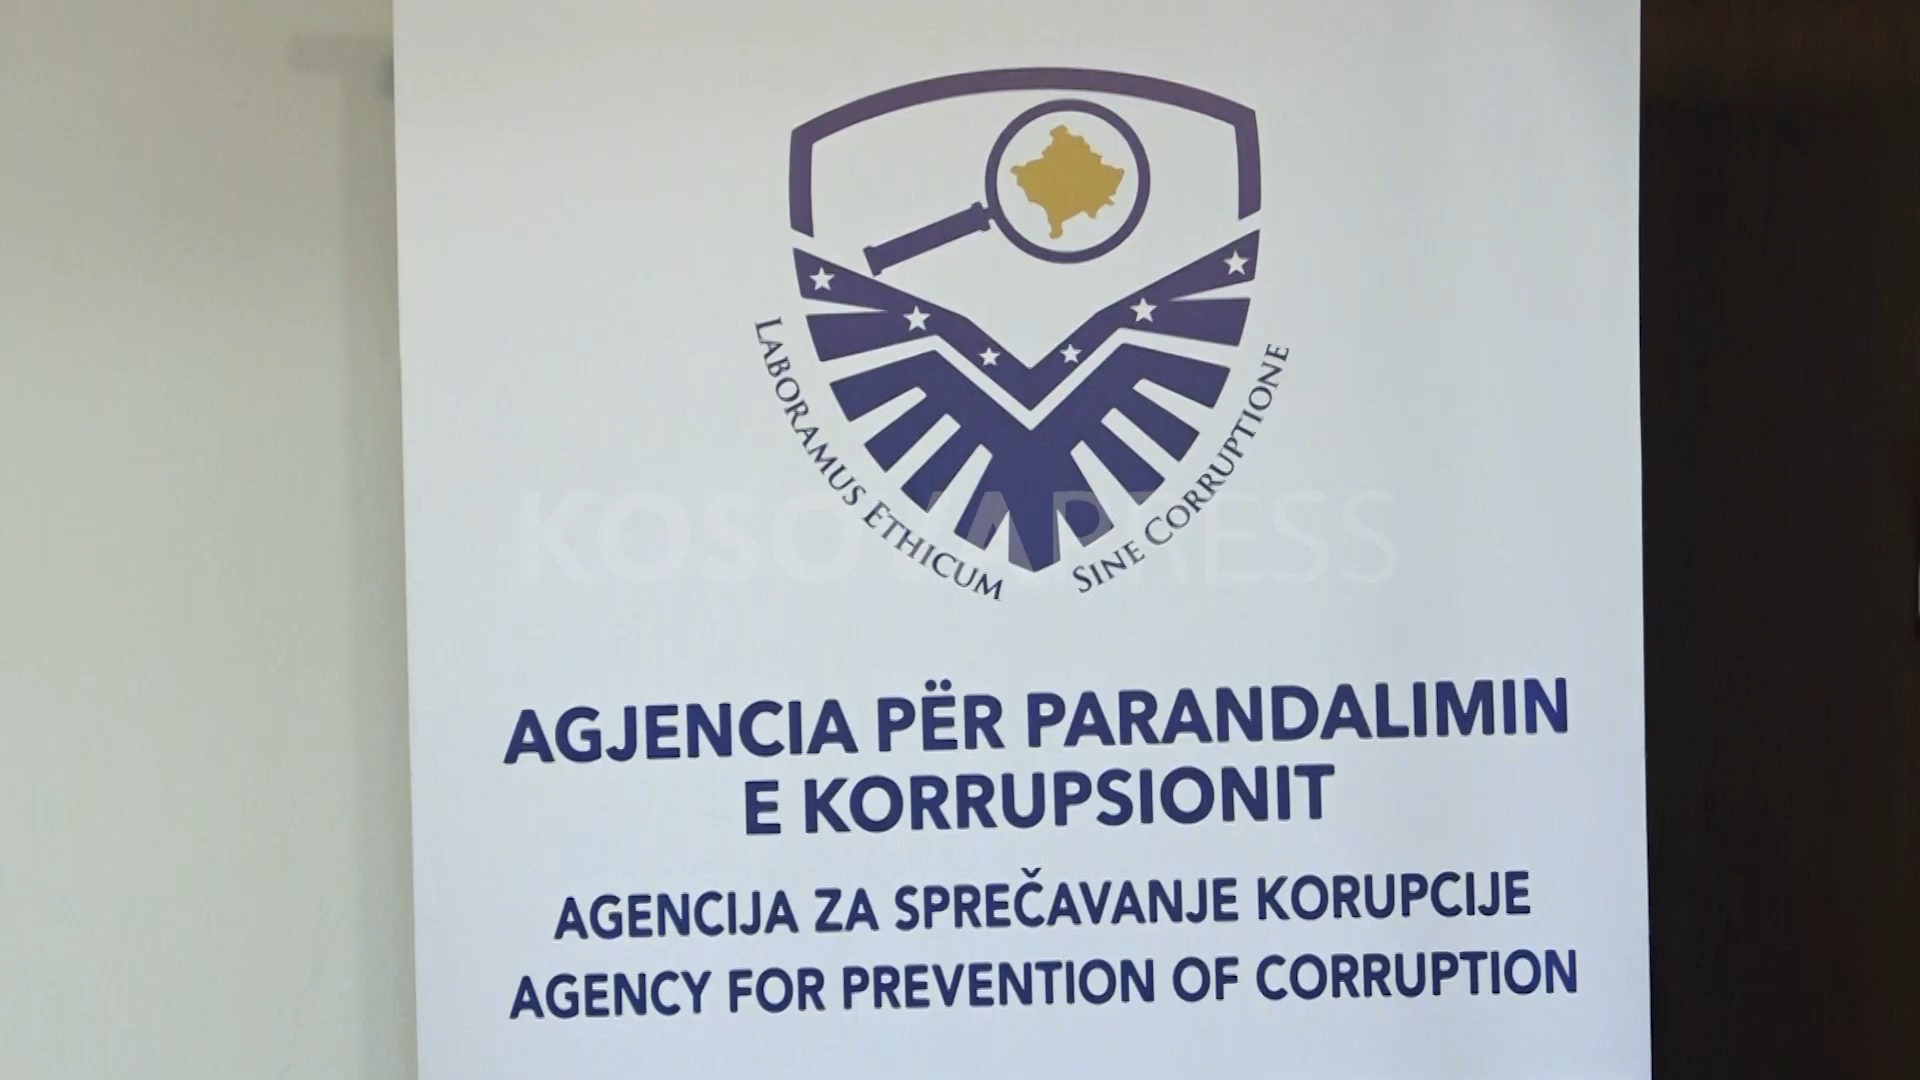 LABORAMUS ETHICUM
SINE CORRUPTIONE
KOSOVAPRESS
AGJENCIA PËR PARANDALIMIN
E KORRUPSIONIT
AGENCIJA ZA SPREČAVANJE KORUPCIJE
AGENCY FOR PREVENTION OF CORRUPTION